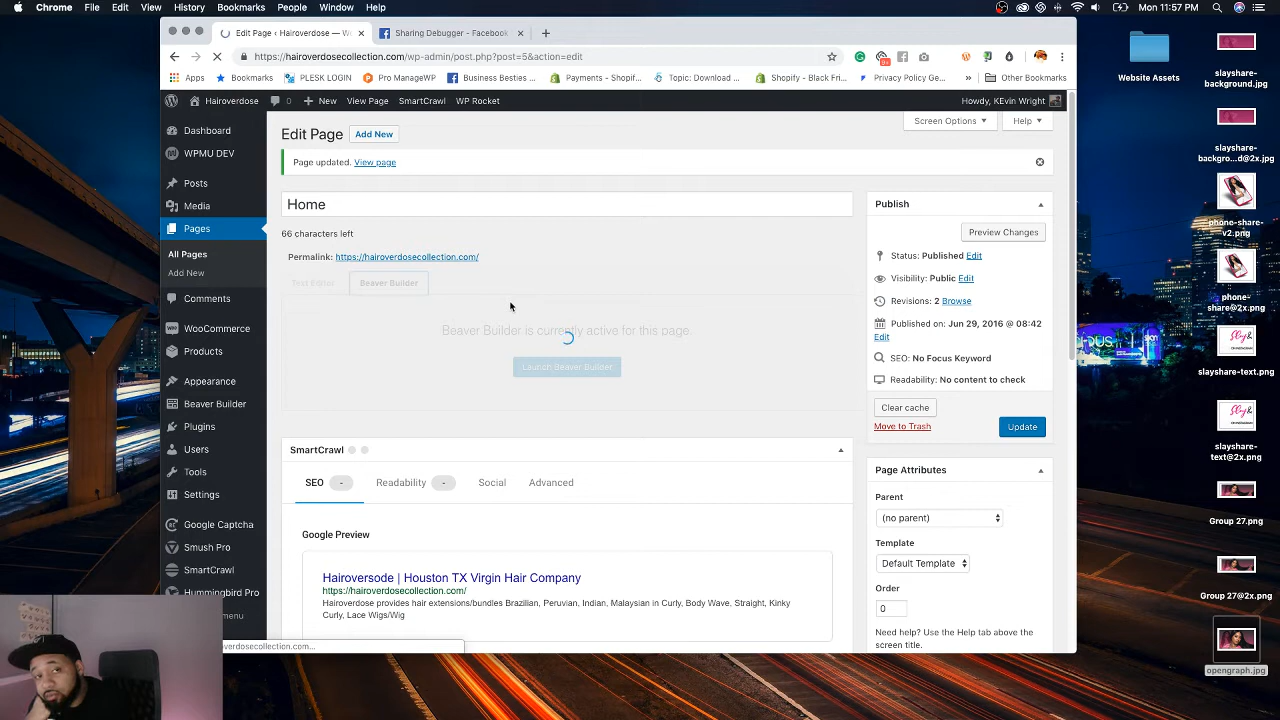 Chrome File Edit View History Bookmarks People Window Help
Mon 11:57 PM
Edit Page ‹ Hairoverdose — W
Sharing Debugger - Facebook
https://hairoverdosecollection.com/wp-admin/post.php?post=5&action=edit
Apps Bookmarks PLESK LOGIN Pro ManageWP Business Besties ... Payments – Shopif... Topic: Download ... Shopify - Black Fri... Privacy Policy Ge... » Other Bookmarks
Hairoverdose 0 + New View Page SmartCrawl WP Rocket Howdy, KEvin Wright
Screen Options ▼ Help ▼
Edit Page Add New
Page updated. View page
Home
66 characters left
Permalink: https://hairoverdosecollection.com/
Text Editor Beaver Builder
Beaver Builder is currently active for this page.
Launch Beaver Builder
SmartCrawl
SEO - Readability - Social Advanced
Google Preview
Hairoversode | Houston TX Virgin Hair Company
https://hairoverdosecollection.com/
Hairoverdose provides hair extensions/bundles Brazilian, Peruvian, Indian, Malaysian in Curly, Body Wave, Straight, Kinky
Curly, Lace Wigs/Wig
Dashboard
WPMU DEV
Posts
Media
Pages
All Pages
Add New
Comments
WooCommerce
Products
Appearance
Beaver Builder
Plugins
Users
Tools
Settings
Google Captcha
Smush Pro
SmartCrawl
Hummingbird Pro
menu
overdosecollection.com...
Publish
Preview Changes
Status: Published Edit
Visibility: Public Edit
Revisions: 2 Browse
Published on: Jun 29, 2016 @ 08:42
Edit
SEO: No Focus Keyword
Readability: No content to check
Clear cache
Move to Trash
Update
Page Attributes
Parent
(no parent)
Template
Default Template
Order
0
Need help? Use the Help tab above the
screen title.
Website Assets
slayshare-
background.jpg
slayshare-
backgro...d@2x.jpg
phone-share-
v2.png
phone-
share@2x.png
slayshare-text.png
slayshare-
text@2x.png
Group 27.png
Group 27@2x.png
opengraph.jpg